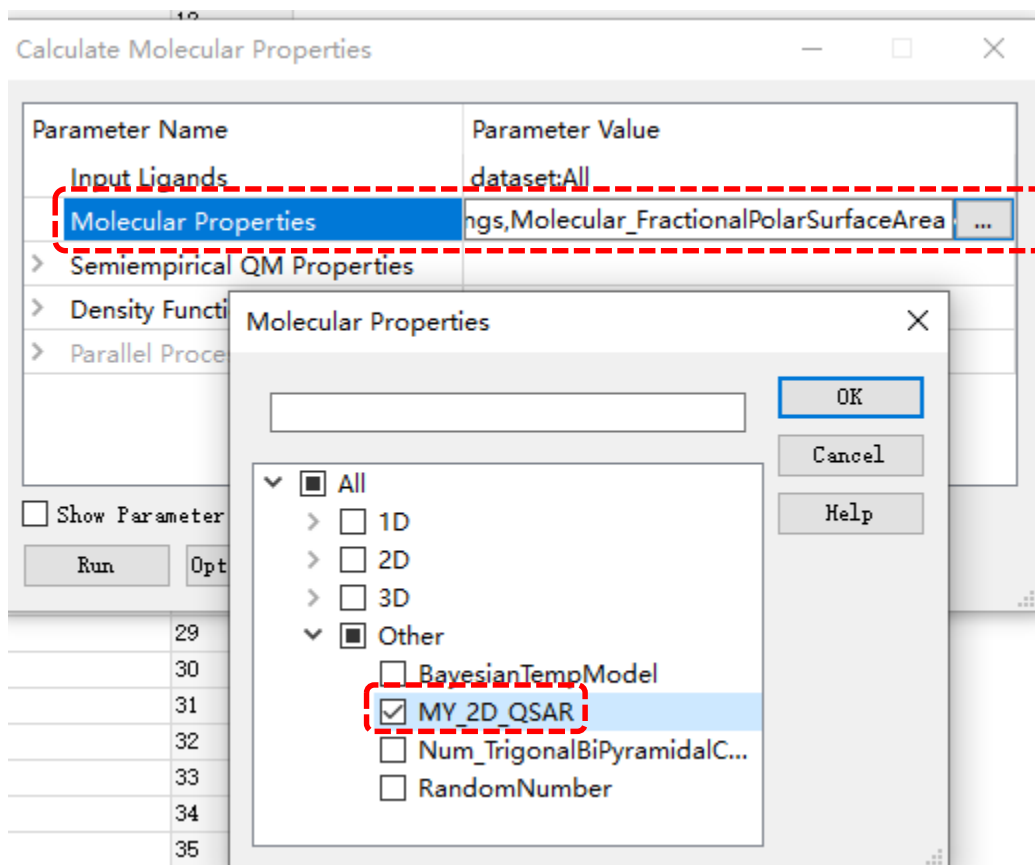 Calculate Molecular Properties
Parameter Name Parameter Value
Input Ligands dataset:All
Molecular Properties ngs,Molecular_FractionalPolarSurfaceArea ...
Semiempirical QM Properties
Density Functi
Molecular Properties
Parallel Proce
OK
Cancel
All
Show Parameter
1D
Help
2D
Run Opt
3D
29
Other
30
BayesianTempModel
31
MY_2D_QSAR
32
Num_TrigonalBiPyramidalC...
33
RandomNumber
34
35